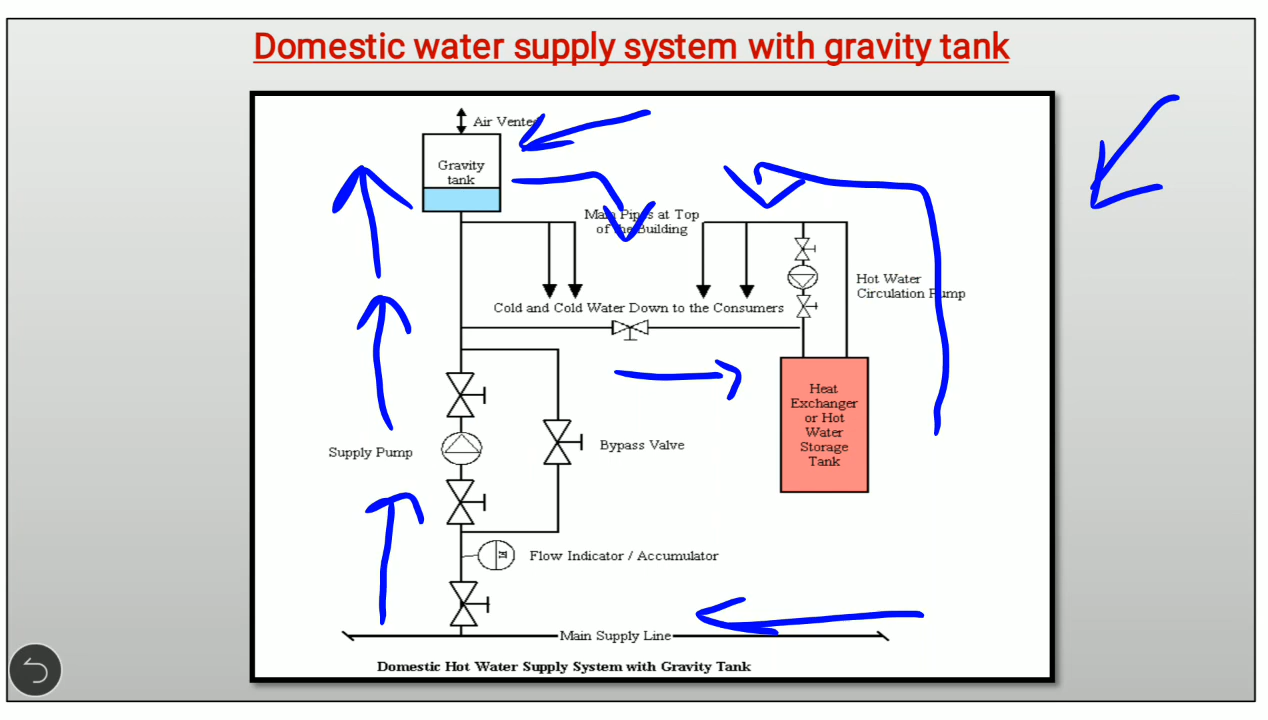 Domestic water supply system with gravity tank
Air Vented
Gravity
tank
Main Pipes at Top
of the Building
Hot Water
Circulation Pump
Cold and Cold Water Down to the Consumers
Heat
Exchanger
or Hot
Water
Storage
Tank
Supply Pump
Bypass Valve
Flow Indicator / Accumulator
Main Supply Line
Domestic Hot Water Supply System with Gravity Tank